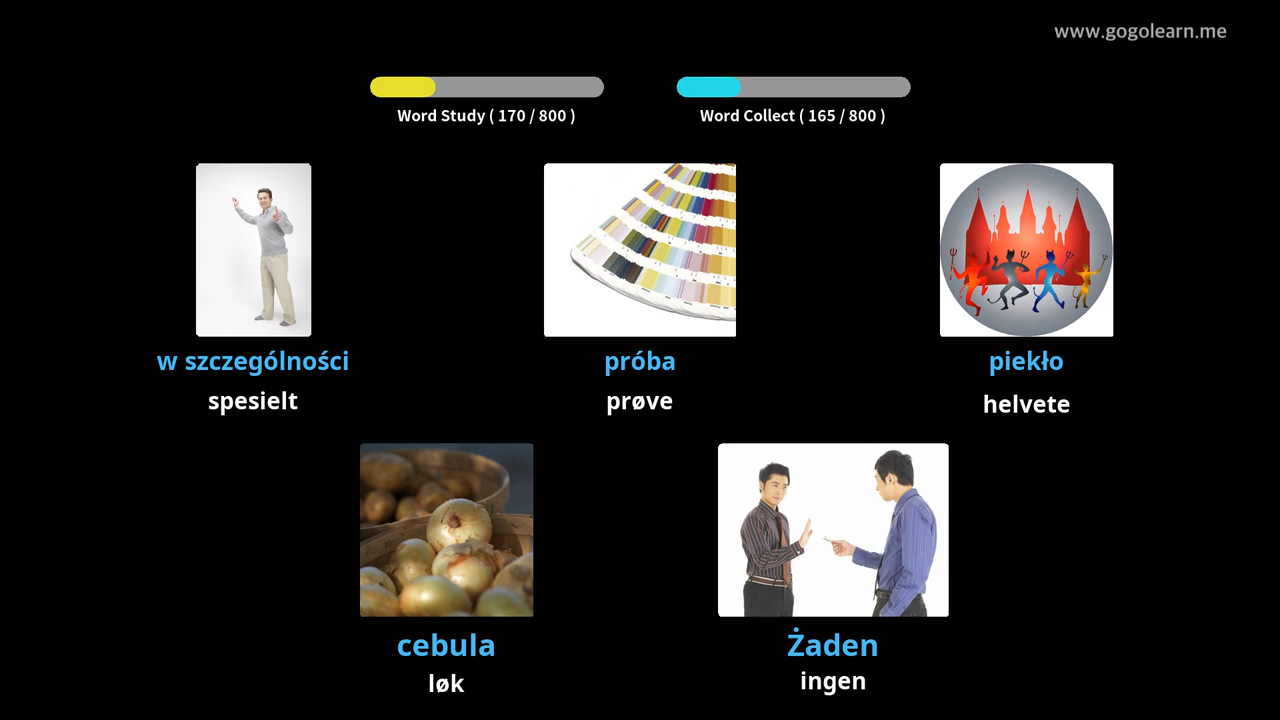 www.gogolearn.me
Word Study ( 170 / 800 )
Word Collect ( 165 / 800 )
w szczególności
spesielt
próba
prøve
piekło
helvete
cebula
løk
Żaden
ingen